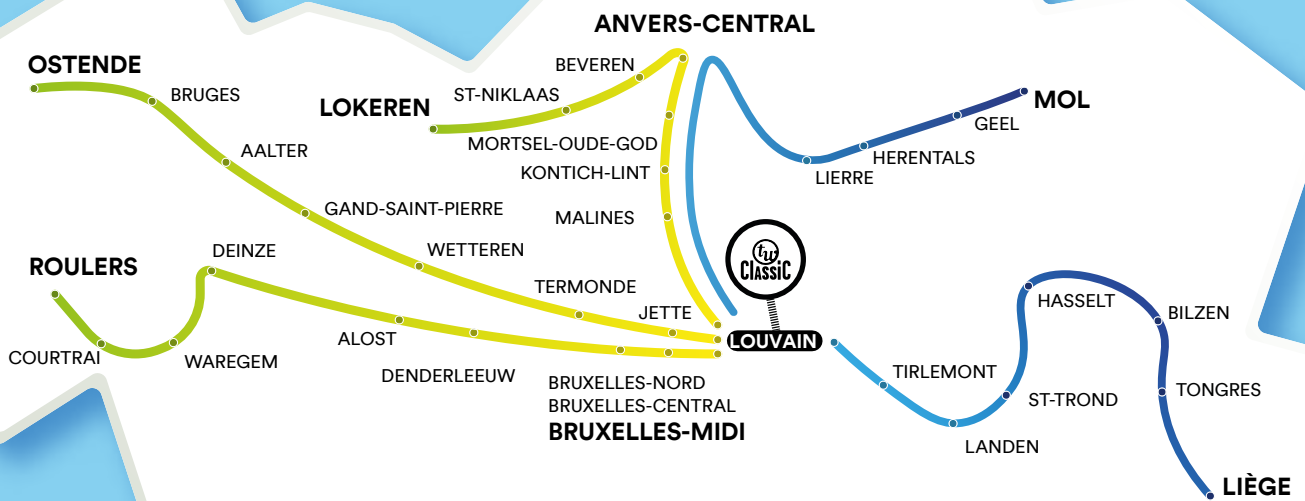 ANVERS-CENTRAL
OSTENDE
BEVEREN
BRUGES
ST-NIKLAAS
LOKEREN
MOL
GEEL
MORTSEL-OUDE-GOD
AALTER
HERENTALS
KONTICH-LINT
LIERRE
GAND-SAINT-PIERRE
MALINES
DEINZE
WETTEREN
tw
CLASSIC
ROULERS
TERMONDE
HASSELT
JETTE
BILZEN
ALOST
LOUVAIN
COURTRAI
WAREGEM
DENDERLEEUW
TIRLEMONT
BRUXELLES-NORD
TONGRES
ST-TROND
BRUXELLES-CENTRAL
BRUXELLES-MIDI
LANDEN
LIÈGE